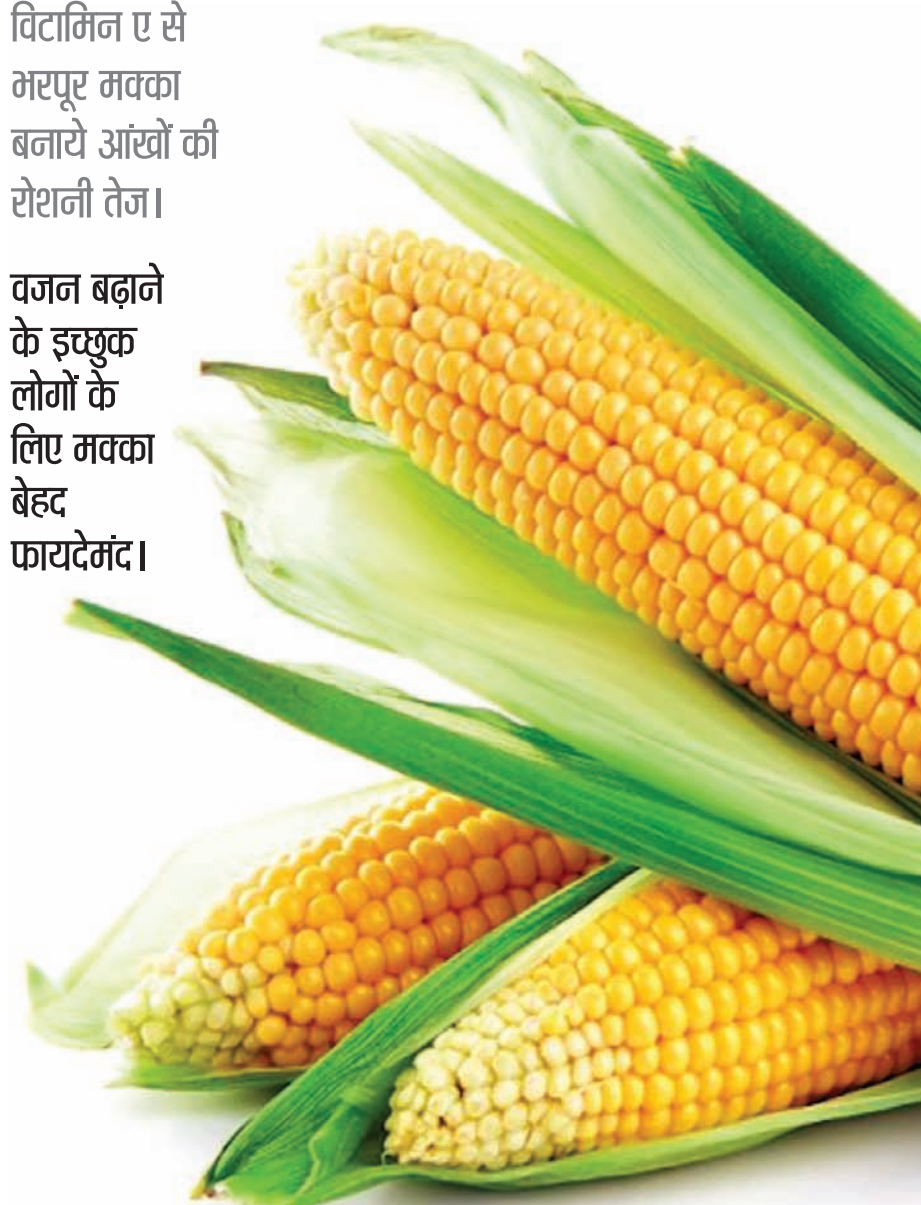 विटामिन ए से
भरपूर मक्का
बनाये आंखों की
रोशनी तेज।
वजन बढ़ाने
के इच्छुक
लोगों के
लिए मक्का
बेहद
फायदेमंद।